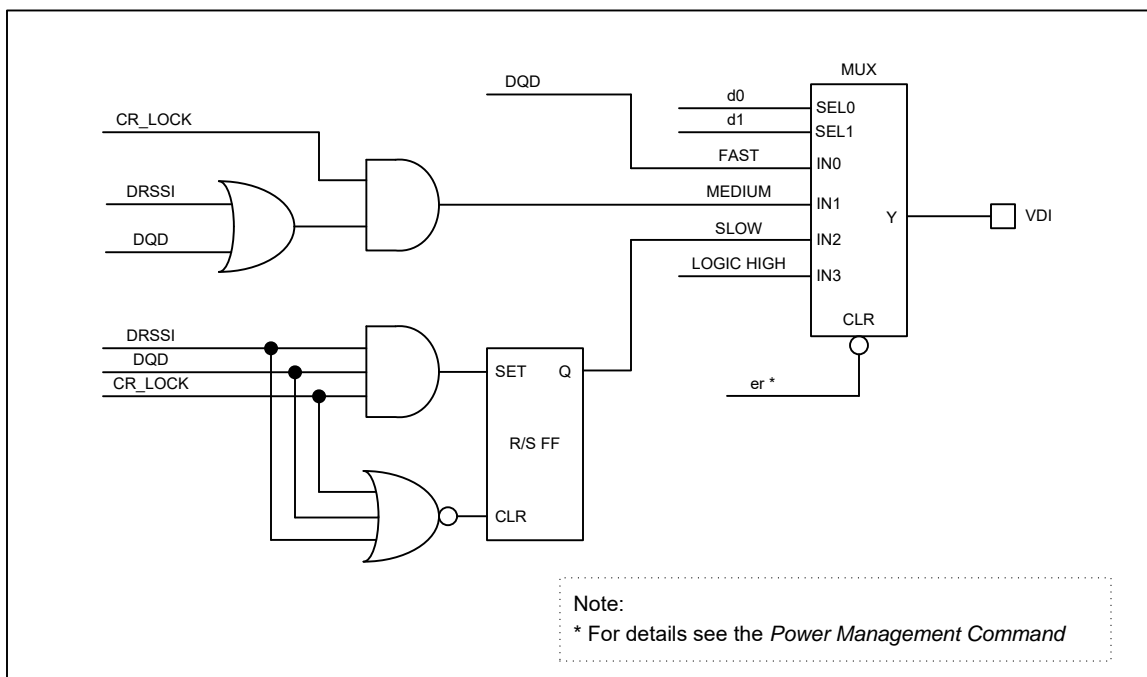 MUX
DQD
d0
SEL0
d1
SEL1
CR_LOCK
FAST
IN0
DRSSI
MEDIUM
IN1
Y
VDI
DQD
SLOW
IN2
LOGIC HIGH
IN3
CLR
DRSSI
DQD
CR_LOCK
SET
Q
er *
R/S FF
CLR
Note:
* For details see the Power Management Command